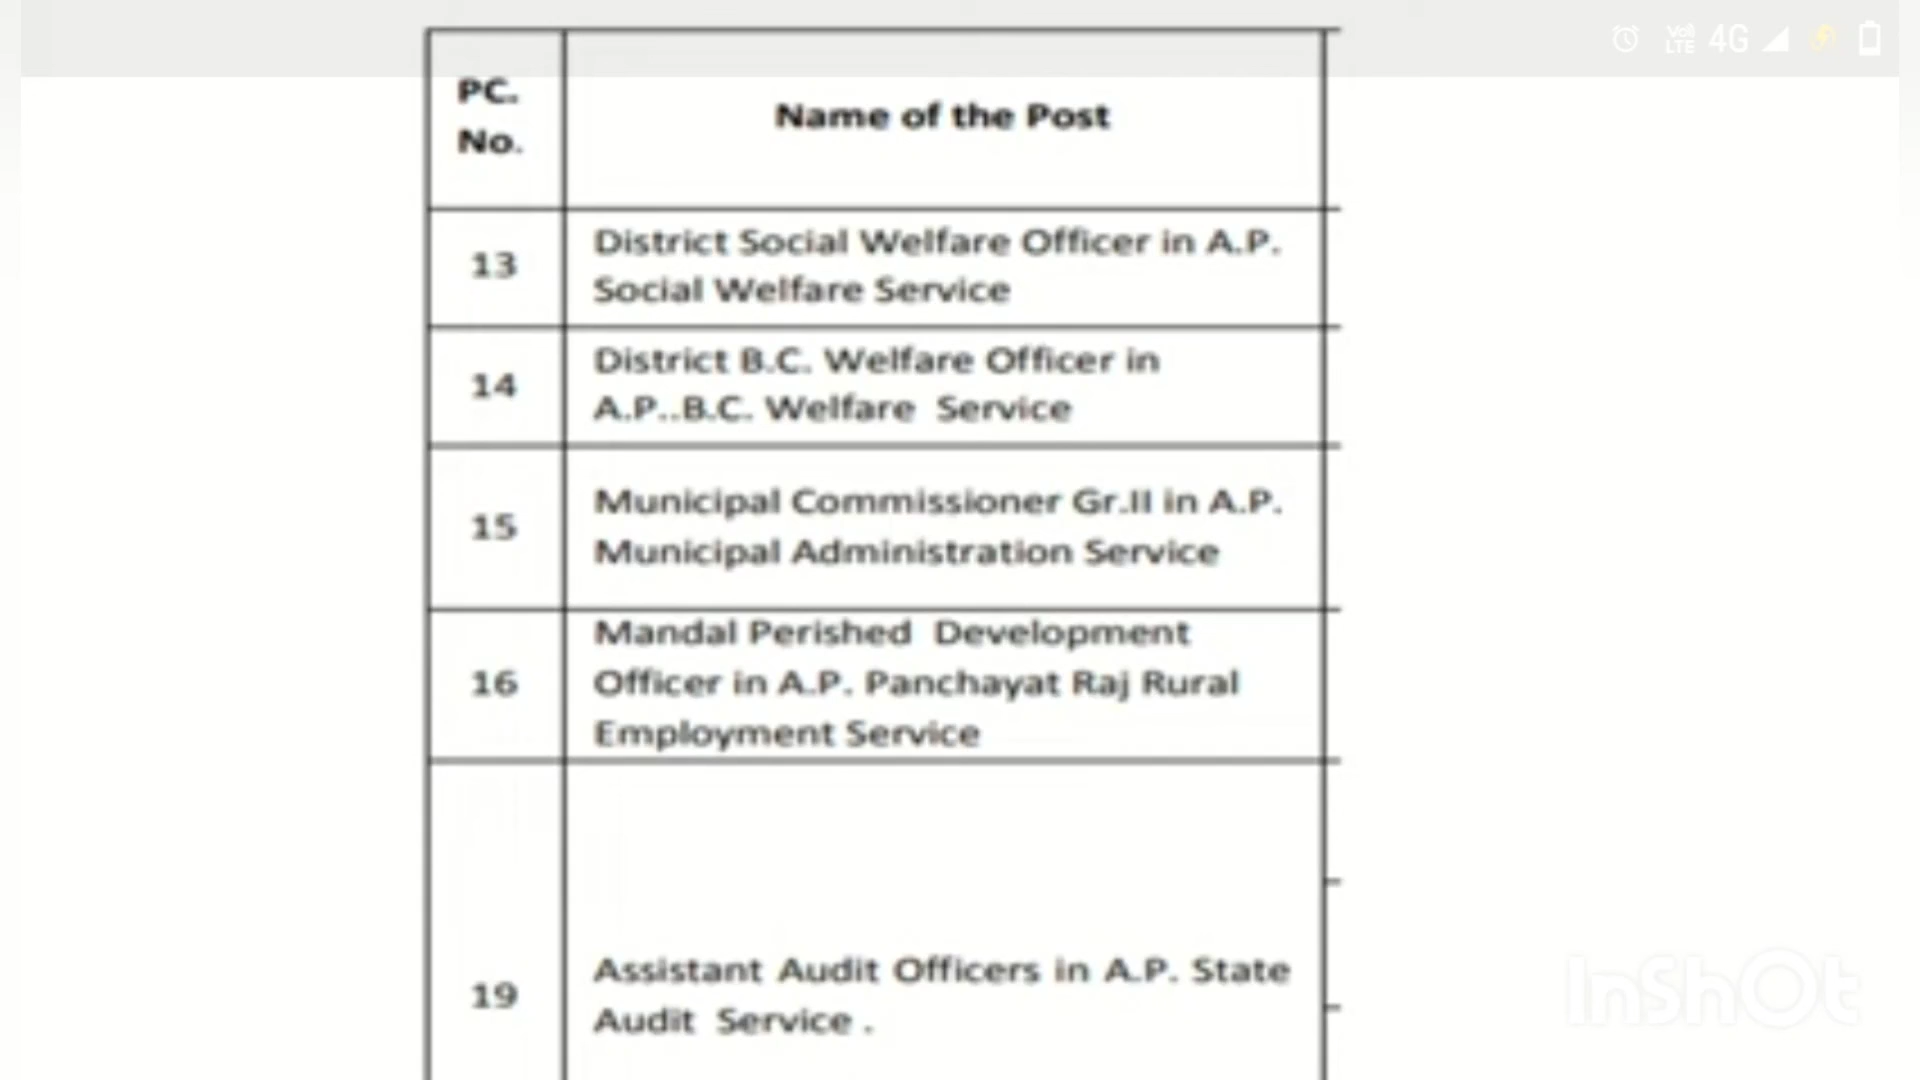 VoLTE 4G
PC.
No.
Name of the Post
13
District Social Welfare Officer in A.P.
Social Welfare Service
14
District B.C. Welfare Officer in
A.P..B.C. Welfare Service
15
Municipal Commissioner Gr.II in A.P.
Municipal Administration Service
16
Mandal Perished Development
Officer in A.P. Panchayat Raj Rural
Employment Service
19
Assistant Audit Officers in A.P. State
Audit Service .
InShOt